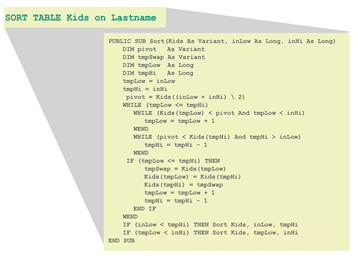 SORT TABLE Kids on Lastname
PUBLIC SUB Sort(Kids As Variant, inLow As Long, inHi As Long)
DIM pivot As Variant
DIM tmpSwap As Variant
DIM tmpLow As Long
DIM tmpHi As Long
tmpLow = inLow
tmpHi = inHi
pivot = Kids((inLow + inHi) \ 2)
WHILE (tmpLow <= tmpHi)
WHILE (Kids(tmpLow) < pivot And tmpLow < inHi)
tmpLow = tmpLow + 1
WEND
WHILE (pivot < Kids(tmpHi) And tmpHi > inLow)
tmpHi = tmpHi - 1
WEND
IF (tmpLow <= tmpHi) THEN
tmpSwap = Kids(tmpLow)
Kids(tmpLow) = Kids(tmpHi)
Kids(tmpHi) = tmpSwap
tmpLow = tmpLow + 1
tmpHi = tmpHi - 1
END IF
WEND
IF (inLow < tmpHi) THEN Sort Kids, inLow, tmpHi
IF (tmpLow < inHi) THEN Sort Kids, tmpLow, inHi
END SUB